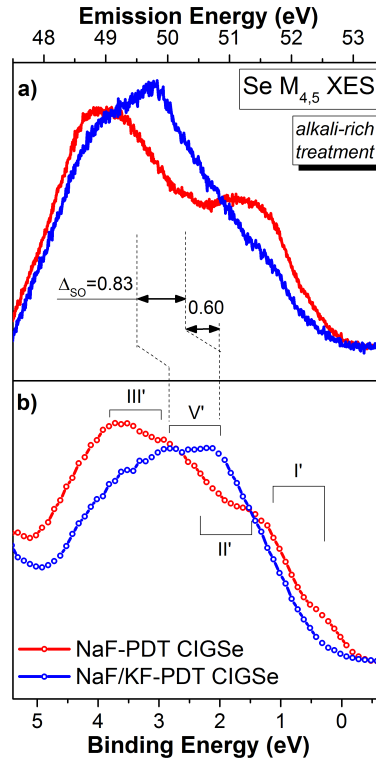 Emission Energy (eV)
48 49 50 51 52 53
a)
Se M4,5 XES
alkali-rich
treatment
ΔSO=0.83
0.60
b)
III'
V'
I'
II'
NaF-PDT CIGSe
NaF/KF-PDT CIGSe
5 4 3 2 1 0
Binding Energy (eV)